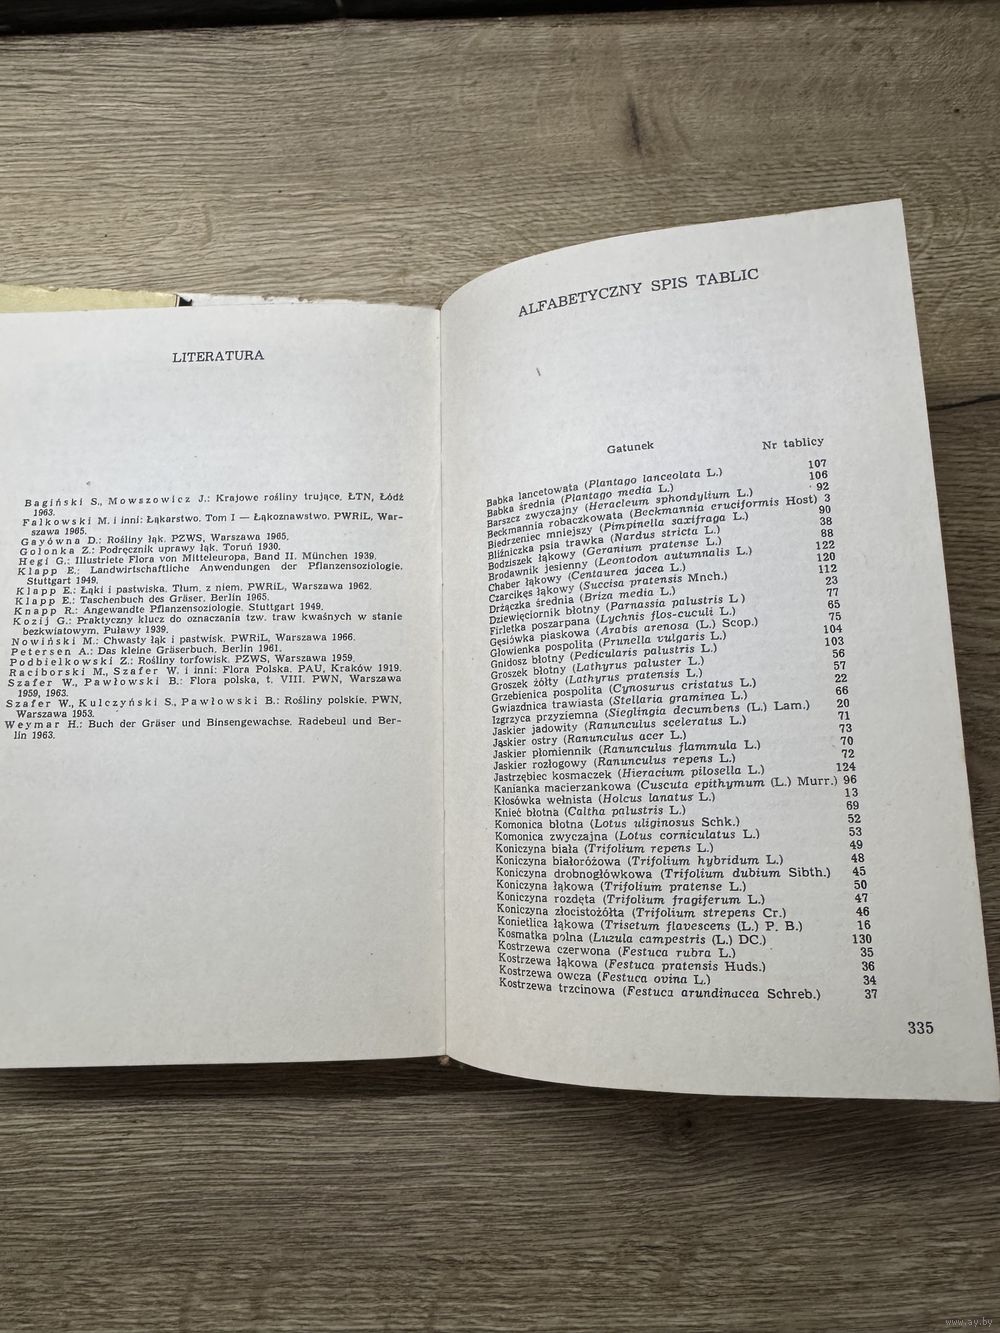 LITERATURA
Bagiński S., Mowszowicz J.: Krajowe rośliny trujące, ŁTN, Łódź
1963.
Falkowski M. i inni: Łąkarstwo. Tom I — Łąkoznawstwo. PWRiL, War-
szawa 1965.
Gayówna D.: Rośliny łąk. PZWS, Warszawa 1965.
Golonka Z.: Podręcznik uprawy łąk. Toruń 1930.
Hegi G.: Illustriete Flora von Mitteleuropa, Band II. München 1939.
Klapp E.: Landwirtschaftliche Anwendungen der Pflanzensoziologie.
Stuttgart 1949.
Klapp E.: Łąki i pastwiska. Tłum. z niem. PWRiL, Warszawa 1962.
Klapp E.: Taschenbuch des Gräser. Berlin 1965.
Knapp R.: Angewandte Pflanzensoziologie. Stuttgart 1949.
Kozij G.: Praktyczny klucz do oznaczania tzw. traw kwaśnych w stanie
bezkwiatowym, Puławy 1939.
Nowiński M.: Chwasty łąk i pastwisk. PWRiL, Warszawa 1966.
Petersen A.: Das kleine Gräserbuch. Berlin 1961.
Podbielkowski Z.: Rośliny torfowisk. PZWS, Warszawa 1959.
Raciborski M., Szafer W. i inni: Flora Polska. PAU, Kraków 1919.
Szafer W., Pawłowski B.: Flora polska, t. VIII. PWN, Warszawa
1959, 1963.
Szafer W., Kulczyński S., Pawłowski B.: Rośliny polskie. PWN,
Warszawa 1953.
Weymar H.: Buch der Gräser und Binsengewachse. Radebeul und Ber-
lin 1963.
ALFABETYCZNY SPIS TABLIC
Gatunek Nr tablicy
Babka lancetowata (Plantago lanceolata L.) 107
Babka średnia (Plantago media L.) 106
Barszcz zwyczajny (Heracleum sphondylium L.) 92
Beckmannia robaczkowata (Beckmannia eruciformis Host) 3
Biedrzeniec mniejszy (Pimpinella saxifraga L.) 90
Bliźniczka psia trawka (Nardus stricta L.) 38
Bodziszek łąkowy (Geranium pratense L.) 88
Brodawnik jesienny (Leontodon autumnalis L.) 122
Chaber łąkowy (Centaurea jacea L.) 120
Czarcikęs łąkowy (Succisa pratensis Mnch.) 112
Drżączka średnia (Briza media L.) 23
Dziewięciornik błotny (Parnassia palustris L.) 77
Firletka poszarpana (Lychnis flos-cuculi L.) 65
Gęsiówka piaskowa (Arabis arenosa (L.) Scop.) 75
Głowienka pospolita (Prunella vulgaris L.) 104
Gnidosz błotny (Pedicularis palustris L.) 103
Groszek błotny (Lathyrus paluster L.) 56
Groszek żółty (Lathyrus pratensis L.) 57
Grzebienica pospolita (Cynosurus cristatus L.) 22
Gwiazdnica trawiasta (Stellaria graminea L.) 66
Izgrzyca przyziemna (Sieglingia decumbens (L.) Lam.) 20
Jaskier jadowity (Ranunculus sceleratus L.) 71
Jaskier ostry (Ranunculus acer L.) 73
Jaskier płomiennik (Ranunculus flammula L.) 70
Jaskier rozłogowy (Ranunculus repens L.) 72
Jastrzębiec kosmaczek (Hieracium pilosella L.) 124
Kanianka macierzankowa (Cuscuta epithymum (L.) Murr.) 96
Kłosówka wełnista (Holcus lanatus L.) 13
Knieć błotna (Caltha palustris L.) 69
Komonica błotna (Lotus uliginosus Schk.) 52
Komonica zwyczajna (Lotus corniculatus L.) 53
Koniczyna biała (Trifolium repens L.) 49
Koniczyna białoróżowa (Trifolium hybridum L.) 48
Koniczyna drobnogłówkowa (Trifolium dubium Sibth.) 45
Koniczyna łąkowa (Trifolium pratense L.) 50
Koniczyna rozdęta (Trifolium fragiferum L.) 47
Koniczyna złocistożółta (Trifolium strepens Cr.) 46
Konietlica łąkowa (Trisetum flavescens (L.) P. B.) 16
Kosmatka polna (Luzula campestris (L.) DC.) 130
Kostrzewa czerwona (Festuca rubra L.) 35
Kostrzewa łąkowa (Festuca pratensis Huds.) 36
Kostrzewa owcza (Festuca ovina L.) 34
Kostrzewa trzcinowa (Festuca arundinacea Schreb.) 37
335
www.ay.by